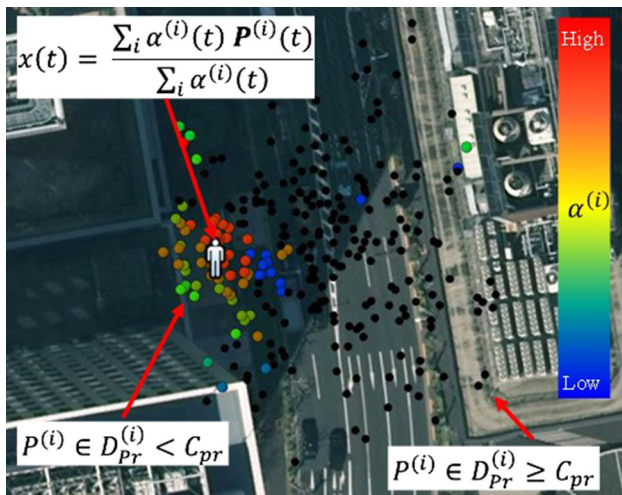 x(t) = ∑ᵢ α⁽ⁱ⁾(t) P⁽ⁱ⁾(t) / ∑ᵢ α⁽ⁱ⁾(t)
High
α⁽ⁱ⁾
Low
P⁽ⁱ⁾ ∈ D_Pr⁽ⁱ⁾ < C_pr
P⁽ⁱ⁾ ∈ D_Pr⁽ⁱ⁾ ≥ C_pr